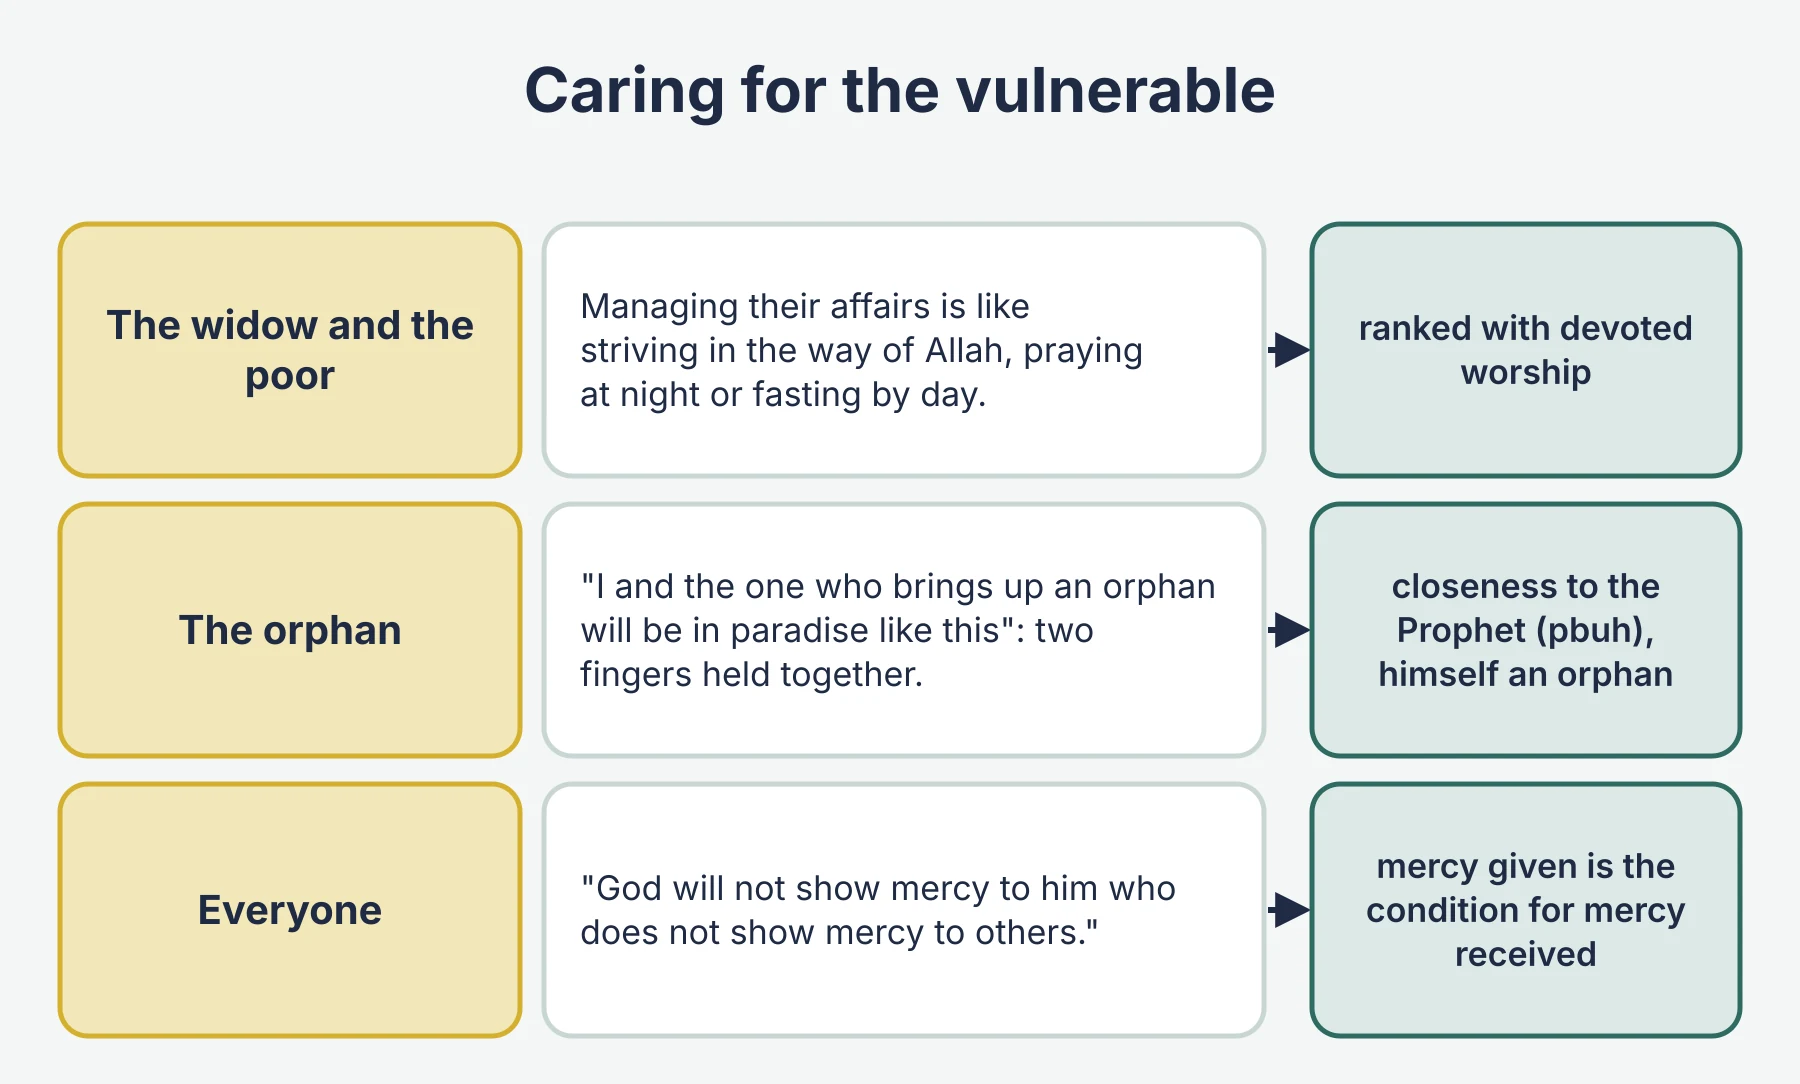 Caring for the vulnerable
The widow and the
poor
Managing their affairs is like
striving in the way of Allah, praying
at night or fasting by day.
ranked with devoted
worship
The orphan
"I and the one who brings up an orphan
will be in paradise like this": two
fingers held together.
closeness to the
Prophet (pbuh),
himself an orphan
Everyone
"God will not show mercy to him who
does not show mercy to others."
mercy given is the
condition for mercy
received